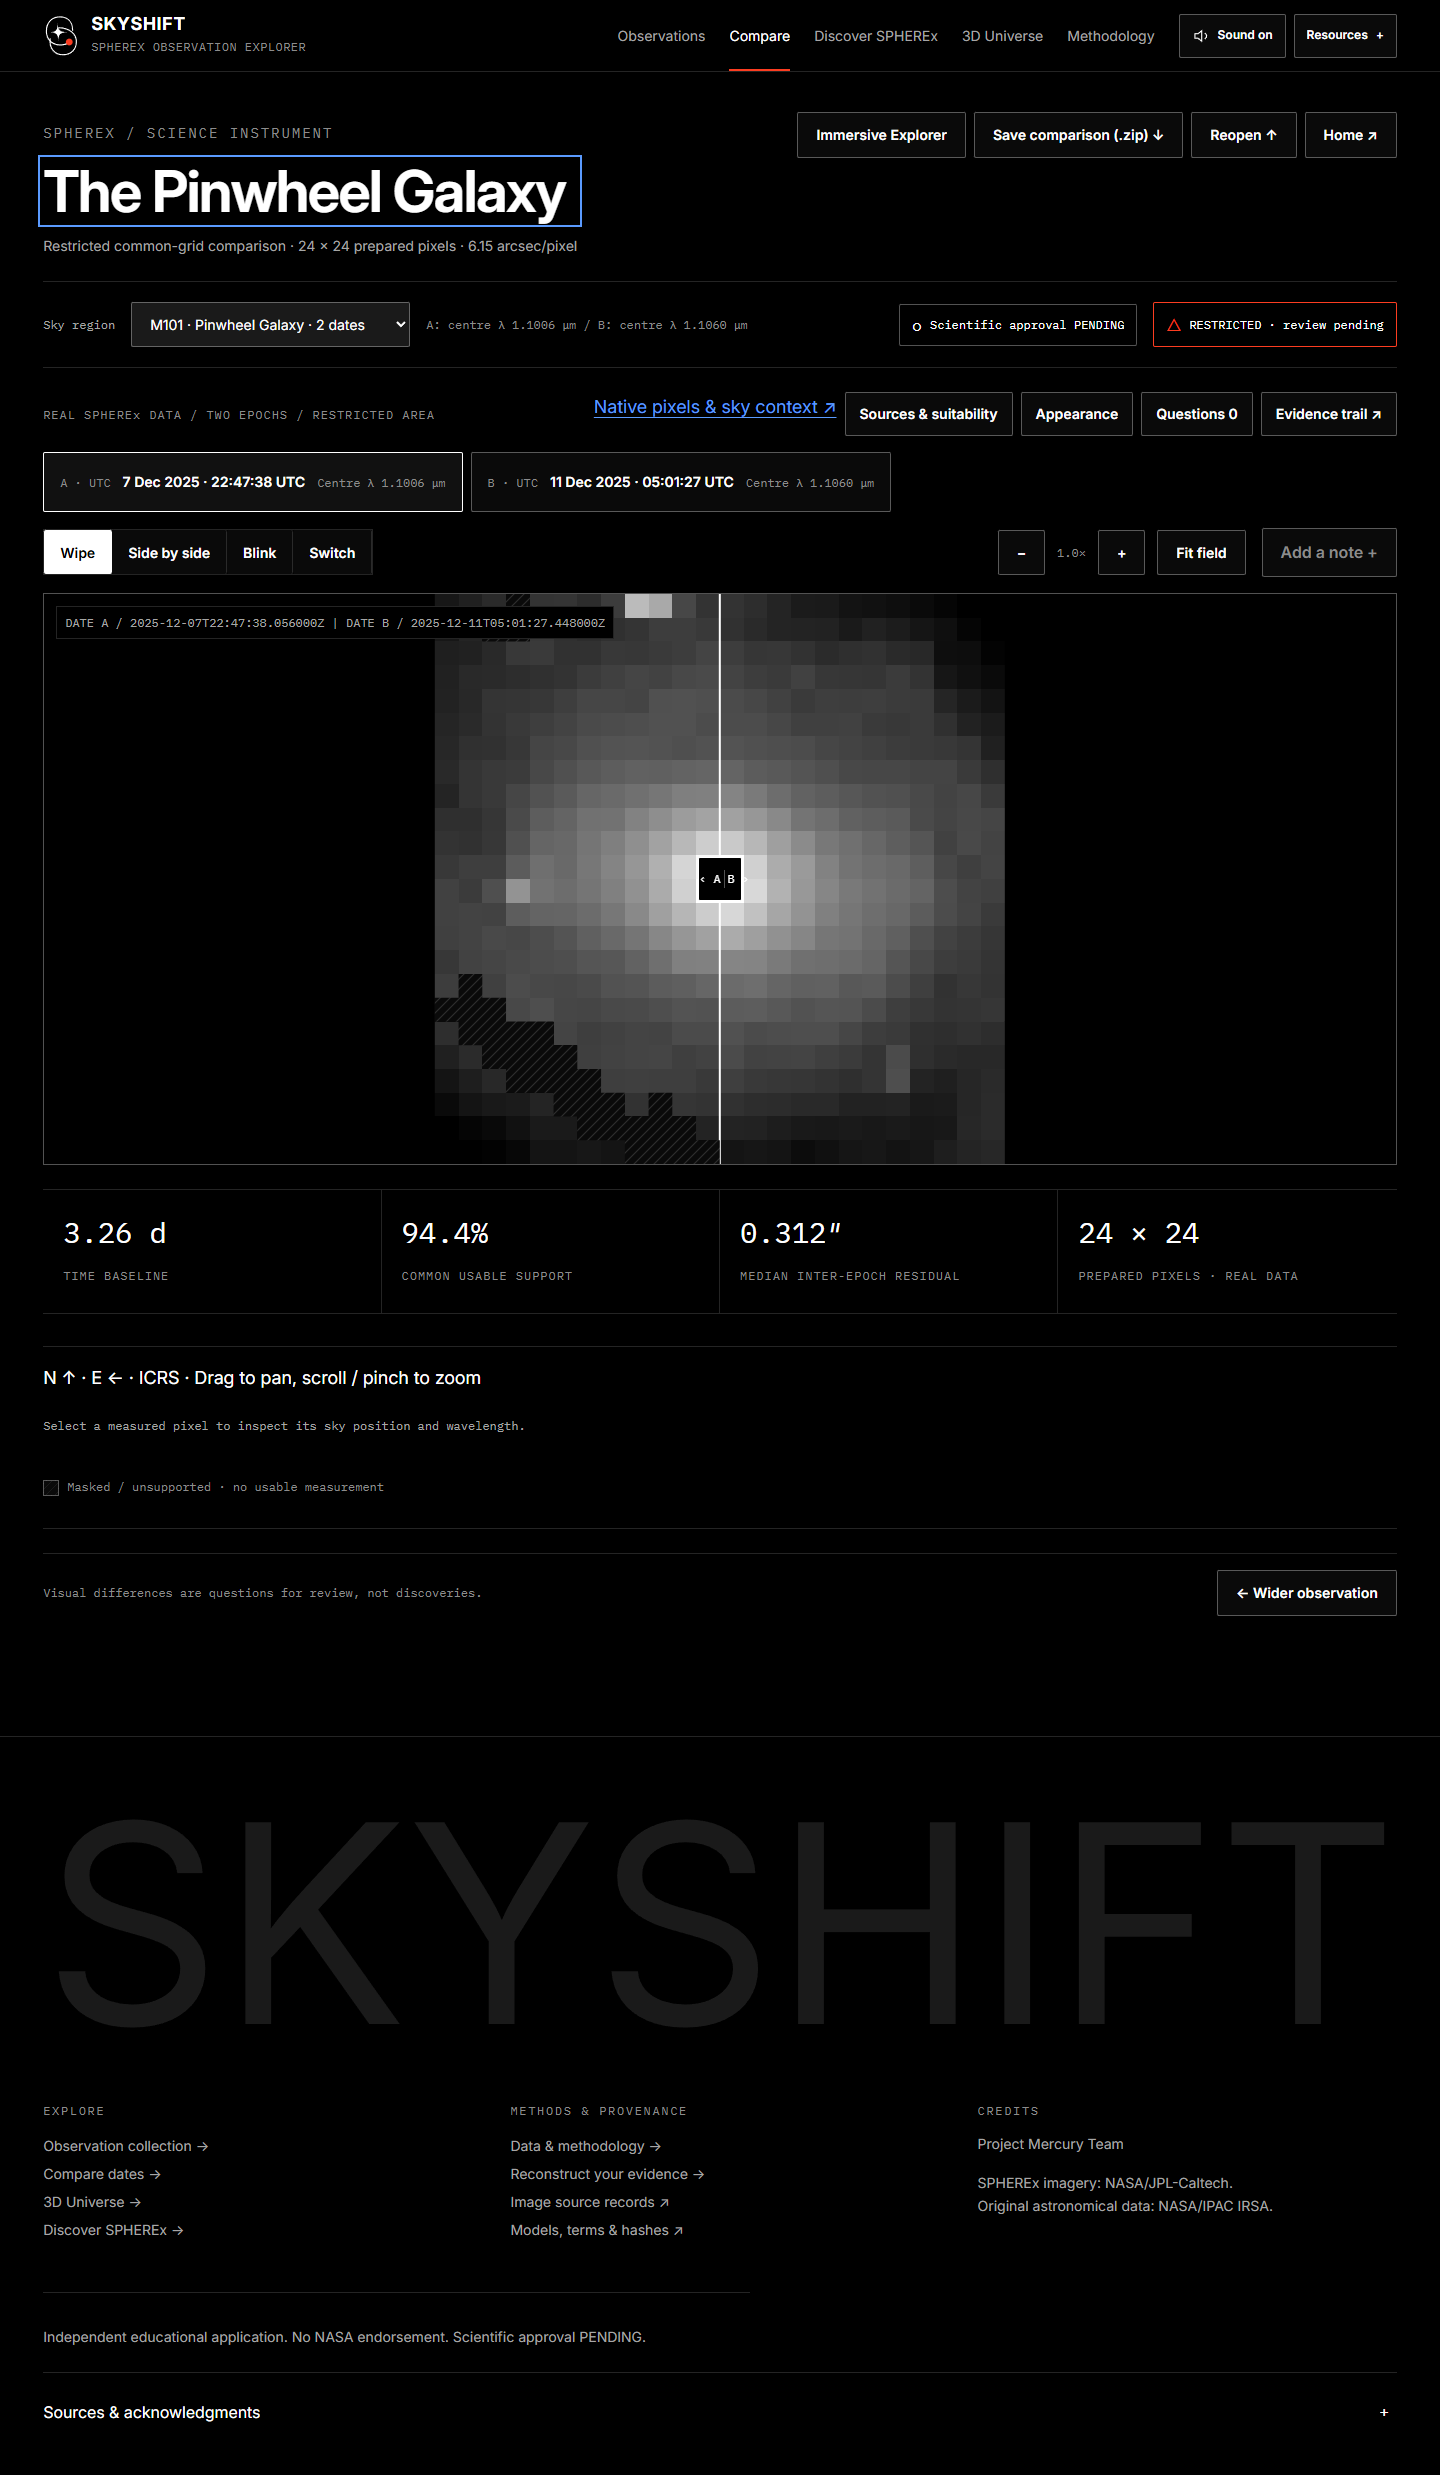 SKYSHIFT
SPHEREX OBSERVATION EXPLORER
Observations Compare Discover SPHEREx 3D Universe Methodology Sound on Resources +
SPHEREX / SCIENCE INSTRUMENT
Immersive Explorer Save comparison (.zip) ↓ Reopen ↑ Home ↗
The Pinwheel Galaxy
Restricted common-grid comparison · 24 × 24 prepared pixels · 6.15 arcsec/pixel
Sky region M101 · Pinwheel Galaxy · 2 dates A: centre λ 1.1006 μm / B: centre λ 1.1060 μm Scientific approval PENDING RESTRICTED · review pending
REAL SPHEREx DATA / TWO EPOCHS / RESTRICTED AREA Native pixels & sky context ↗ Sources & suitability Appearance Questions 0 Evidence trail ↗
A · UTC 7 Dec 2025 · 22:47:38 UTC Centre λ 1.1006 μm B · UTC 11 Dec 2025 · 05:01:27 UTC Centre λ 1.1060 μm
Wipe Side by side Blink Switch − 1.0× + Fit field Add a note +
DATE A / 2025-12-07T22:47:38.056000Z | DATE B / 2025-12-11T05:01:27.448000Z
‹ A B ›
3.26 d 94.4% 0.312″ 24 × 24
TIME BASELINE COMMON USABLE SUPPORT MEDIAN INTER-EPOCH RESIDUAL PREPARED PIXELS · REAL DATA
N ↑ · E ← · ICRS · Drag to pan, scroll / pinch to zoom
Select a measured pixel to inspect its sky position and wavelength.
Masked / unsupported · no usable measurement
Visual differences are questions for review, not discoveries. ← Wider observation
SKYSHIFT
EXPLORE
Observation collection →
Compare dates →
3D Universe →
Discover SPHEREx →
METHODS & PROVENANCE
Data & methodology →
Reconstruct your evidence →
Image source records ↗
Models, terms & hashes ↗
CREDITS
Project Mercury Team
SPHEREx imagery: NASA/JPL-Caltech.
Original astronomical data: NASA/IPAC IRSA.
Independent educational application. No NASA endorsement. Scientific approval PENDING.
Sources & acknowledgments +